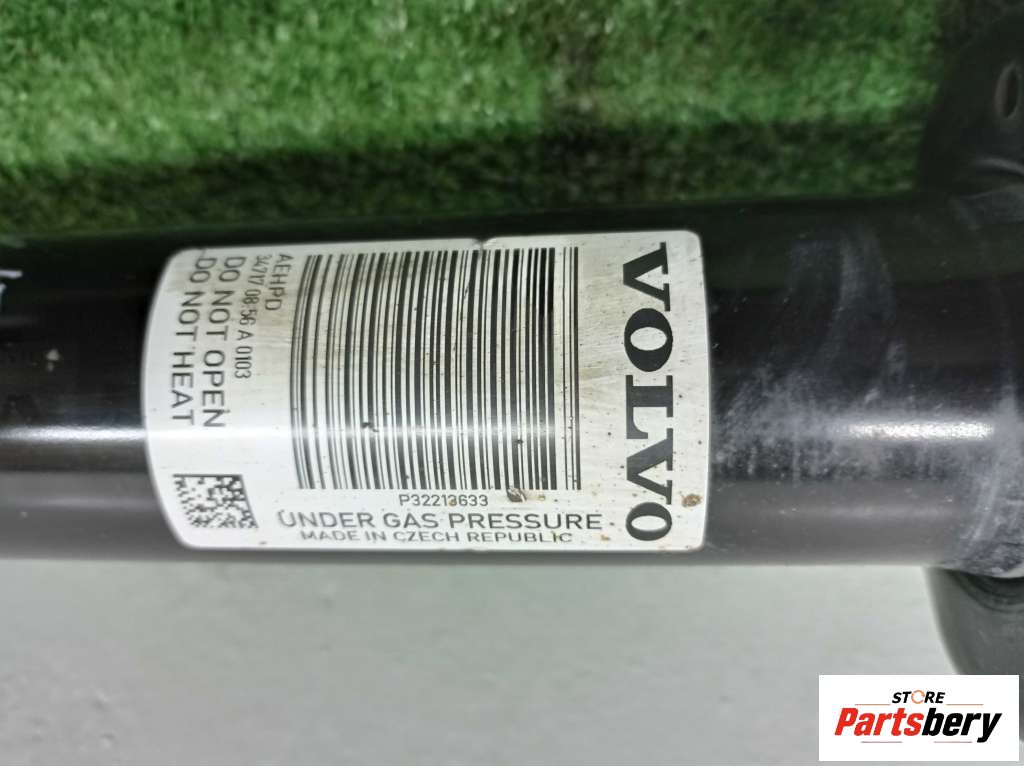 VOLVO
AEHPD
34/17 08:56 A 0103
DO NOT OPEN
DO NOT HEAT
P32213633
UNDER GAS PRESSURE
MADE IN CZECH REPUBLIC
STORE
Partsbery